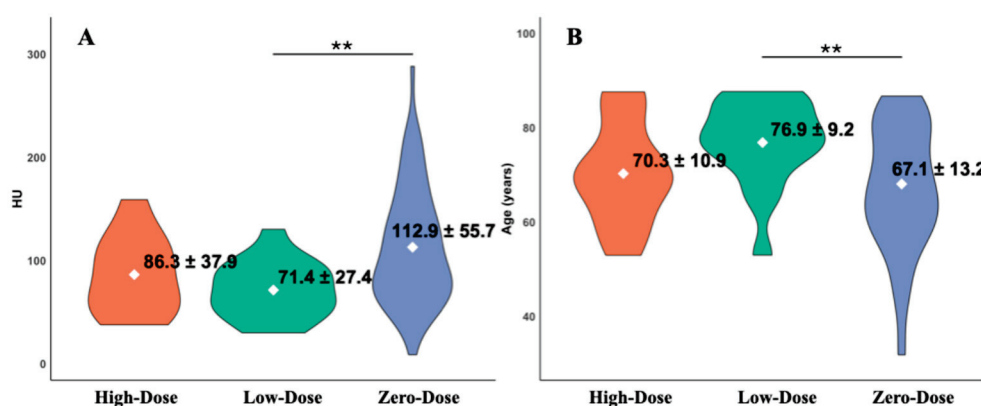 A
**
300
200
100
0
HU
86.3 ± 37.9
71.4 ± 27.4
112.9 ± 55.7
High-Dose
Low-Dose
Zero-Dose
B
**
100
80
60
40
Age (years)
70.3 ± 10.9
76.9 ± 9.2
67.1 ± 13.2
High-Dose
Low-Dose
Zero-Dose